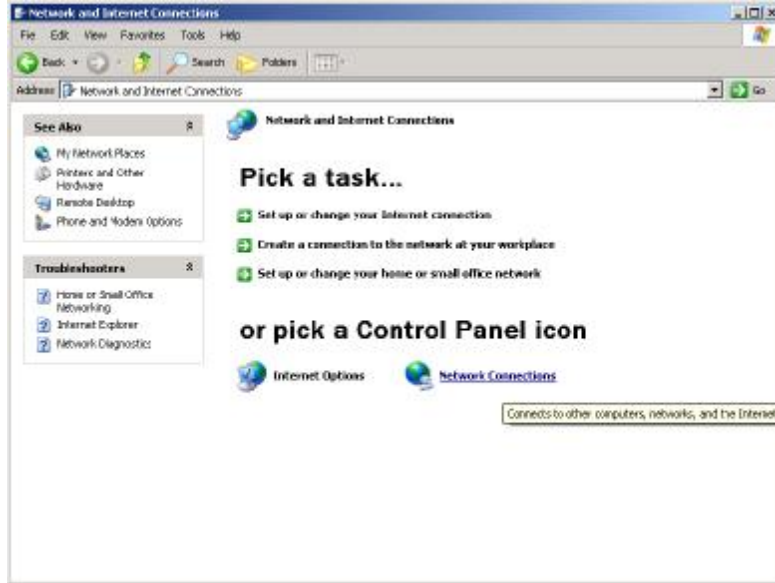 Network and Internet Connections
File Edit View Favorites Tools Help
Back Search Folders
Address Network and Internet Connections Go
See Also
My Network Places
Printers and Other
Hardware
Remote Desktop
Phone and Modem Options
Troubleshooters
Home or Small Office
Networking
Internet Explorer
Network Diagnostics
Network and Internet Connections
Pick a task...
Set up or change your Internet connection
Create a connection to the network at your workplace
Set up or change your home or small office network
or pick a Control Panel icon
Internet Options
Network Connections
Connects to other computers, networks, and the Internet